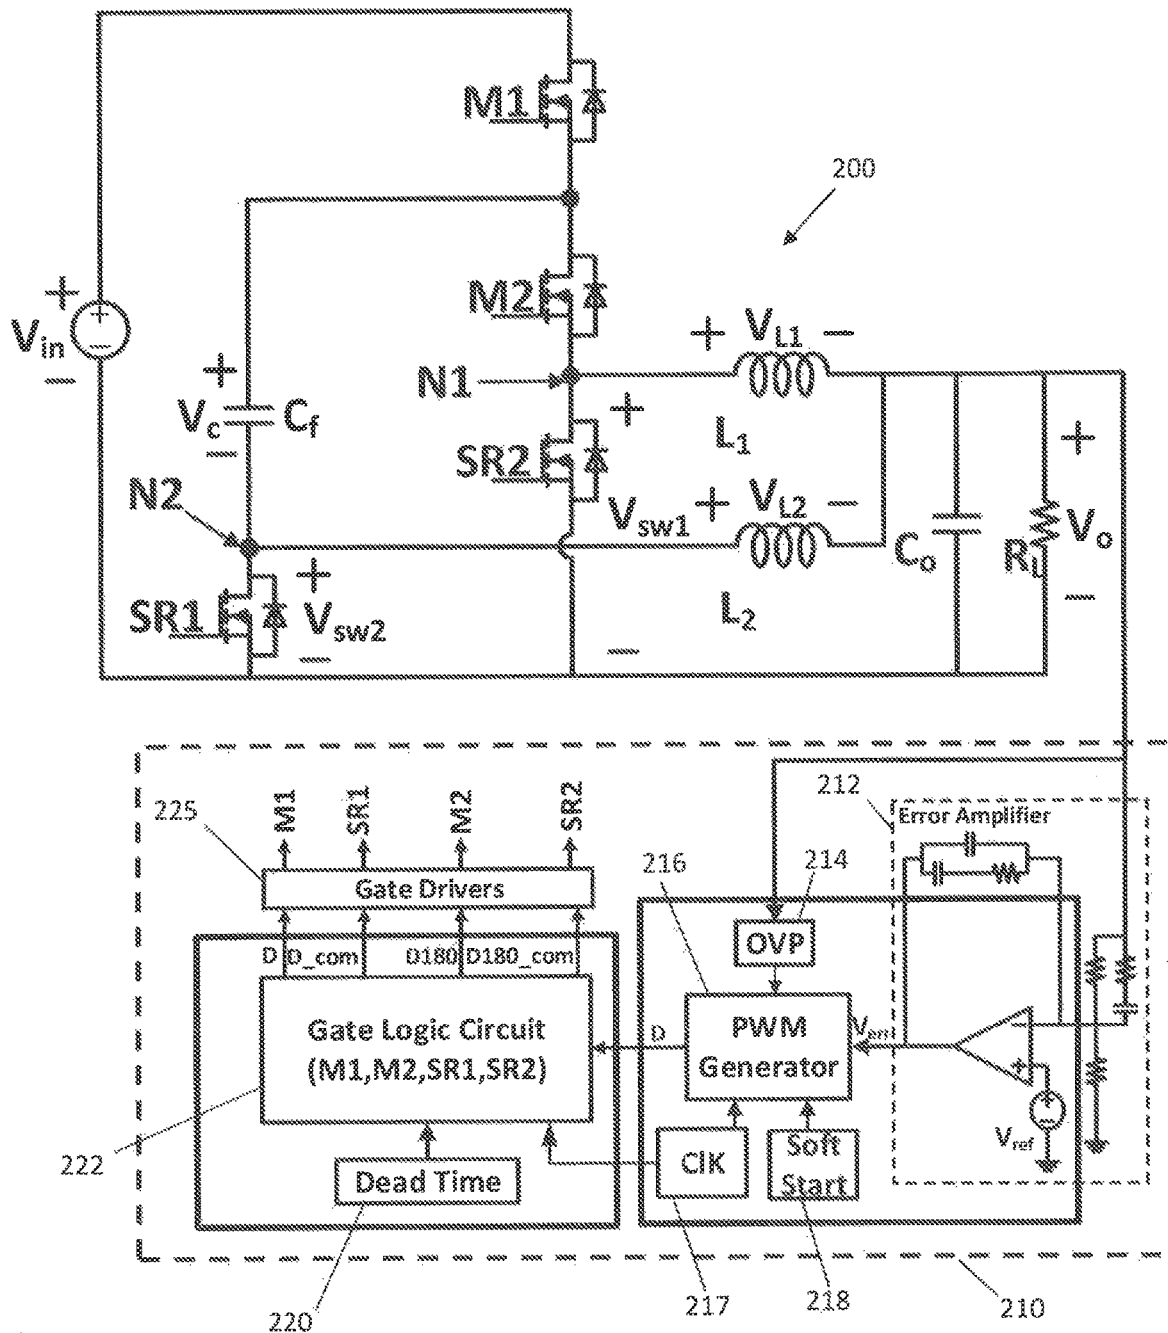 M1
200
M2
V_in
+
−
N1
+ V_L1 −
L_1
+
V_c
−
C_f
SR2
+
V_sw1
−
+ V_L2 −
L_2
N2
SR1
+
V_sw2
−
C_o
R_L
+
V_o
−
225
M1
SR1
M2
SR2
Gate Drivers
D
D_com
D180
D180_com
Gate Logic Circuit
(M1,M2,SR1,SR2)
222
Dead Time
220
216
214
OVP
PWM
Generator
D
V_err
ClK
217
Soft
Start
218
212
Error Amplifier
−
+
+
−
V_ref
210